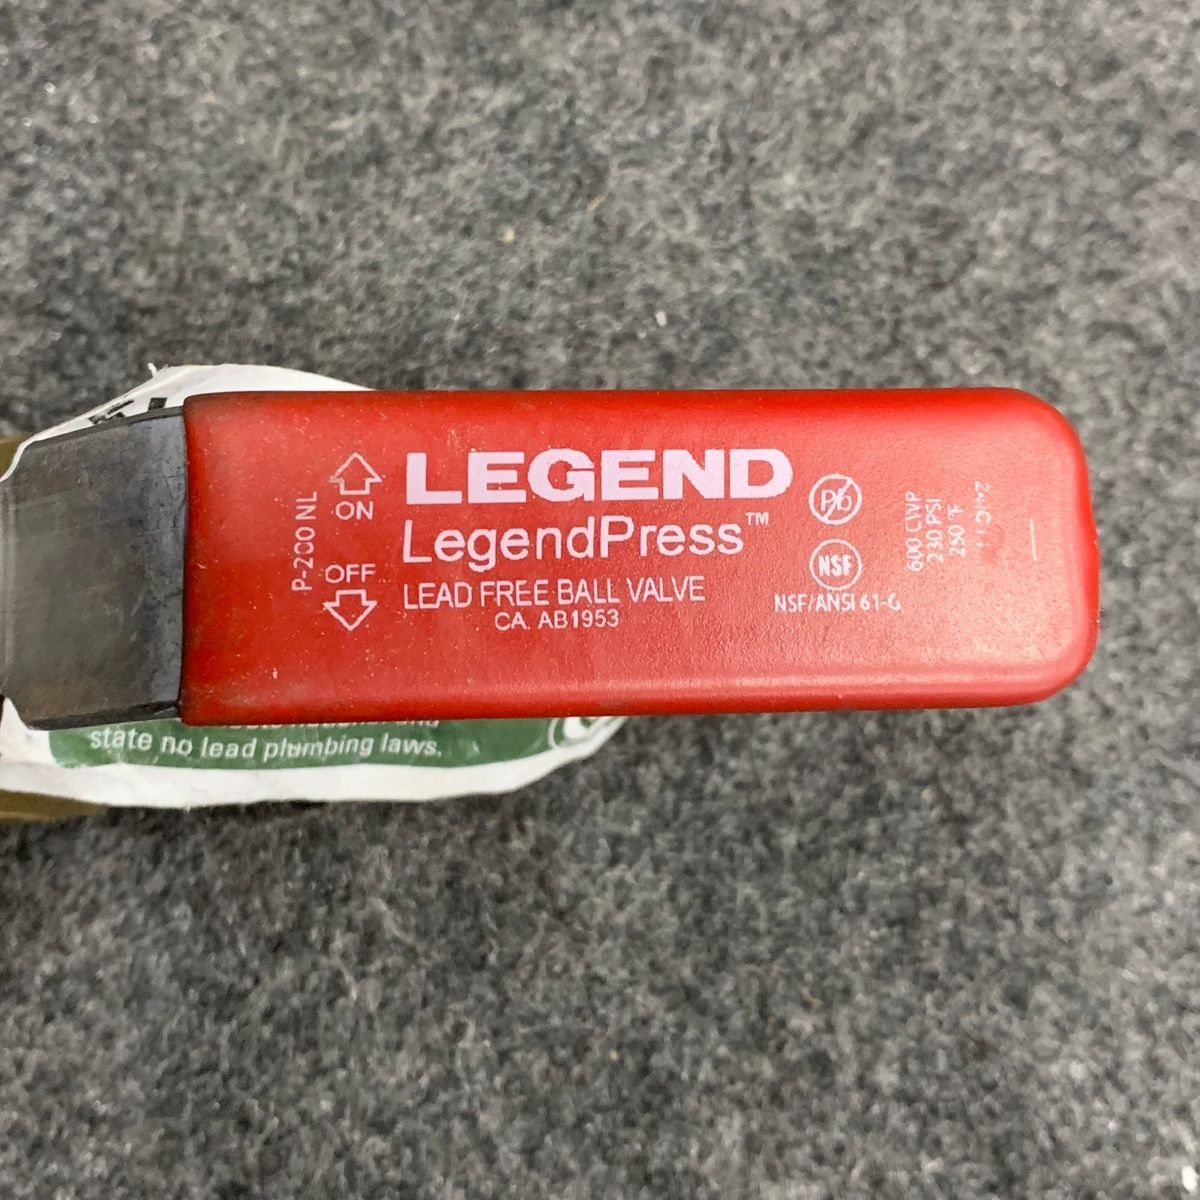 P-200 NL
ON
OFF
LEGEND
LegendPress™
LEAD FREE BALL VALVE
CA. AB1953
Pb
NSF
NSF/ANSI 61-G
600 CWP
230 PSI
250 °F
state no lead plumbing laws.